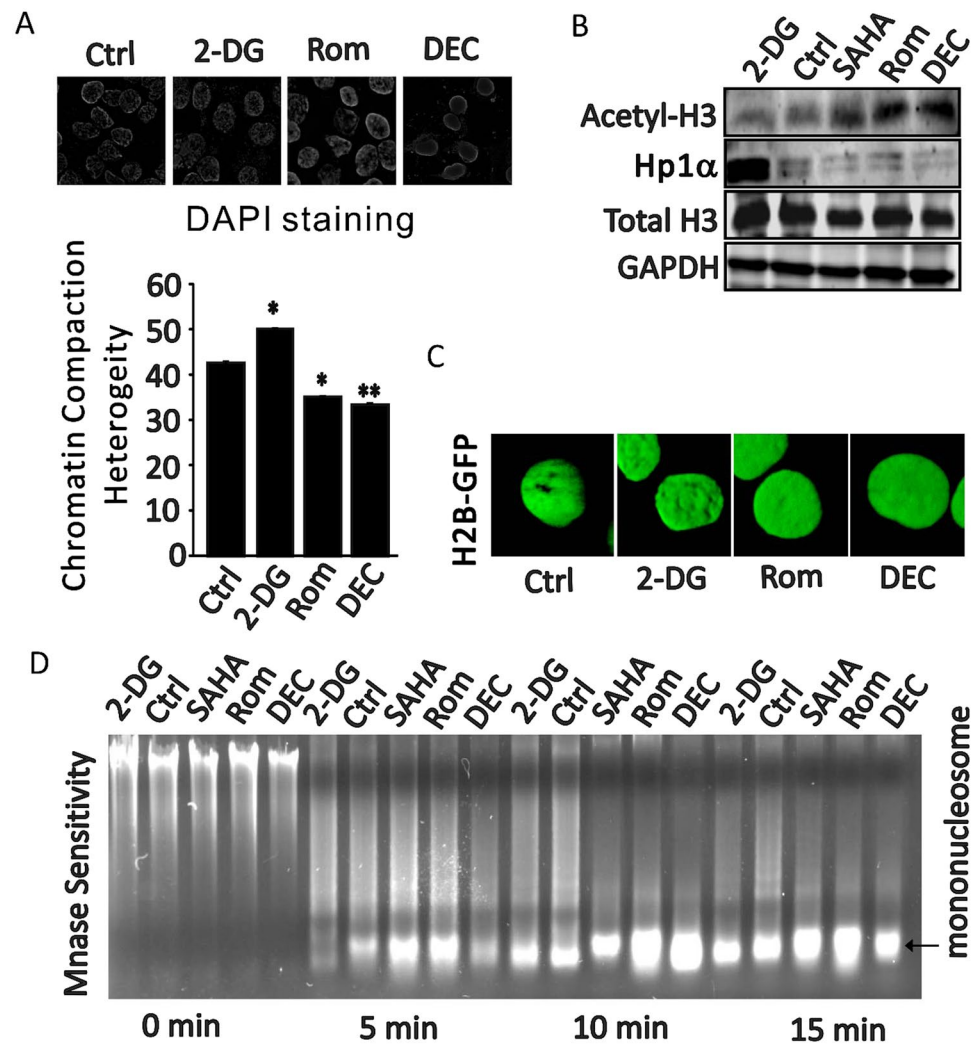 A
Ctrl 2-DG Rom DEC
DAPI staining
Chromatin Compaction
Heterogeity
60
50
40
30
20
10
0
* * **
Ctrl 2-DG Rom DEC
B
2-DG Ctrl SAHA Rom DEC
Acetyl-H3
Hp1α
Total H3
GAPDH
C
H2B-GFP
Ctrl 2-DG Rom DEC
D
2-DG Ctrl SAHA Rom DEC 2-DG Ctrl SAHA Rom DEC 2-DG Ctrl SAHA Rom DEC 2-DG Ctrl SAHA Rom DEC
Mnase Sensitivity
mononucleosome
0 min 5 min 10 min 15 min